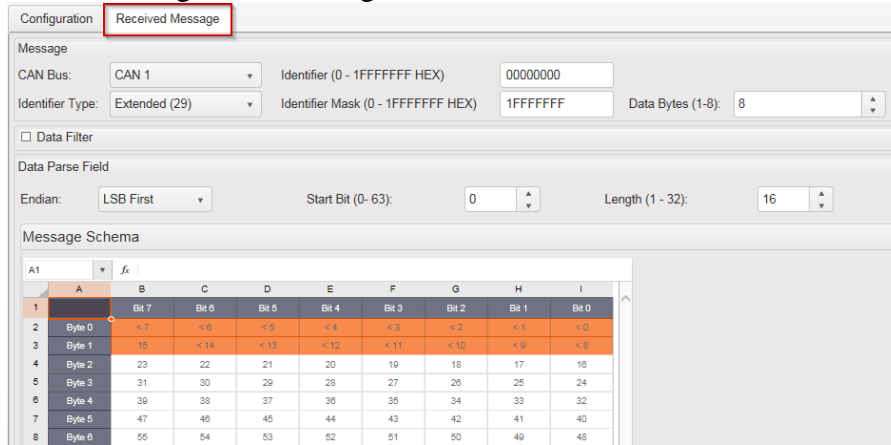 Configuration Received Message
Message
CAN Bus: CAN 1 Identifier (0 - 1FFFFFFF HEX) 00000000
Identifier Type: Extended (29) Identifier Mask (0 - 1FFFFFFF HEX) 1FFFFFFF Data Bytes (1-8): 8
Data Filter
Data Parse Field
Endian: LSB First Start Bit (0- 63): 0 Length (1 - 32): 16
Message Schema
A1 fx
A B C D E F G H I
1 Bit 7 Bit 6 Bit 5 Bit 4 Bit 3 Bit 2 Bit 1 Bit 0
2 Byte 0 < 7 < 6 < 5 < 4 < 3 < 2 < 1 < 0
3 Byte 1 15 < 14 < 13 < 12 < 11 < 10 < 9 < 8
4 Byte 2 23 22 21 20 19 18 17 16
5 Byte 3 31 30 29 28 27 26 25 24
6 Byte 4 39 38 37 36 35 34 33 32
7 Byte 5 47 46 45 44 43 42 41 40
8 Byte 6 55 54 53 52 51 50 49 48